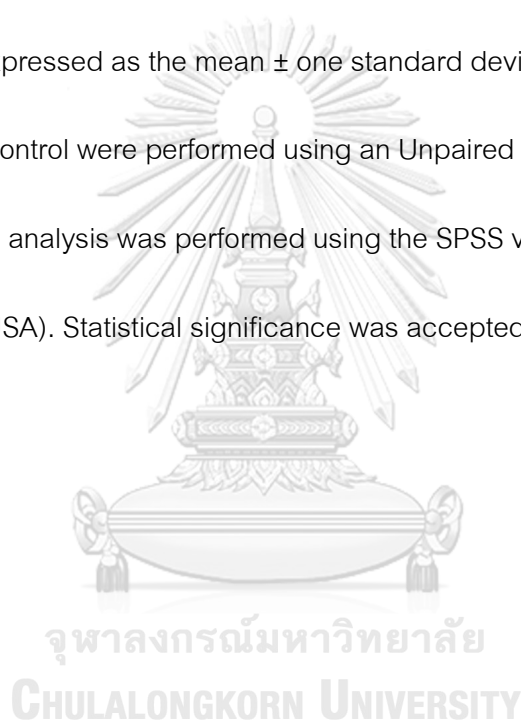 pressed as the mean ± one standard devi
ontrol were performed using an Unpaired
analysis was performed using the SPSS v
SA). Statistical significance was accepted
จุฬาลงกรณ์มหาวิทยาลัย
CHULALONGKORN UNIVERSITY